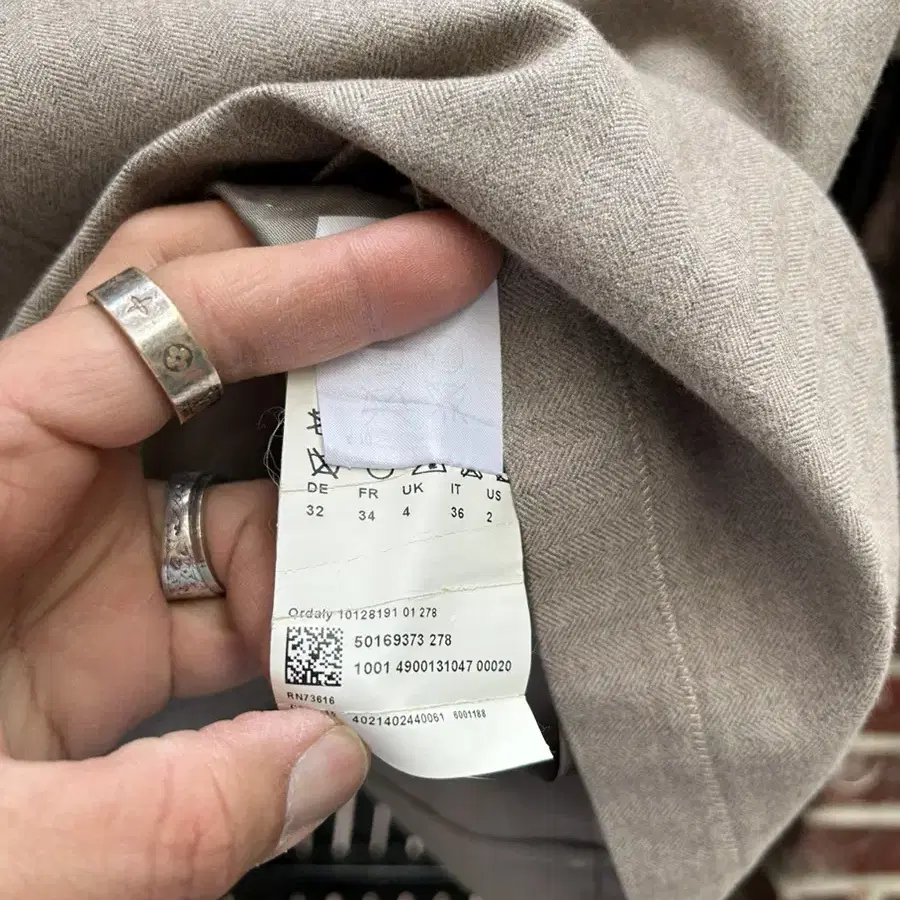 DE FR UK IT US
32 34 4 36 2
Ordaly 10128191 01 278
50169373 278
1001 4900131047 00020
RN73616
4021402440061 6001188